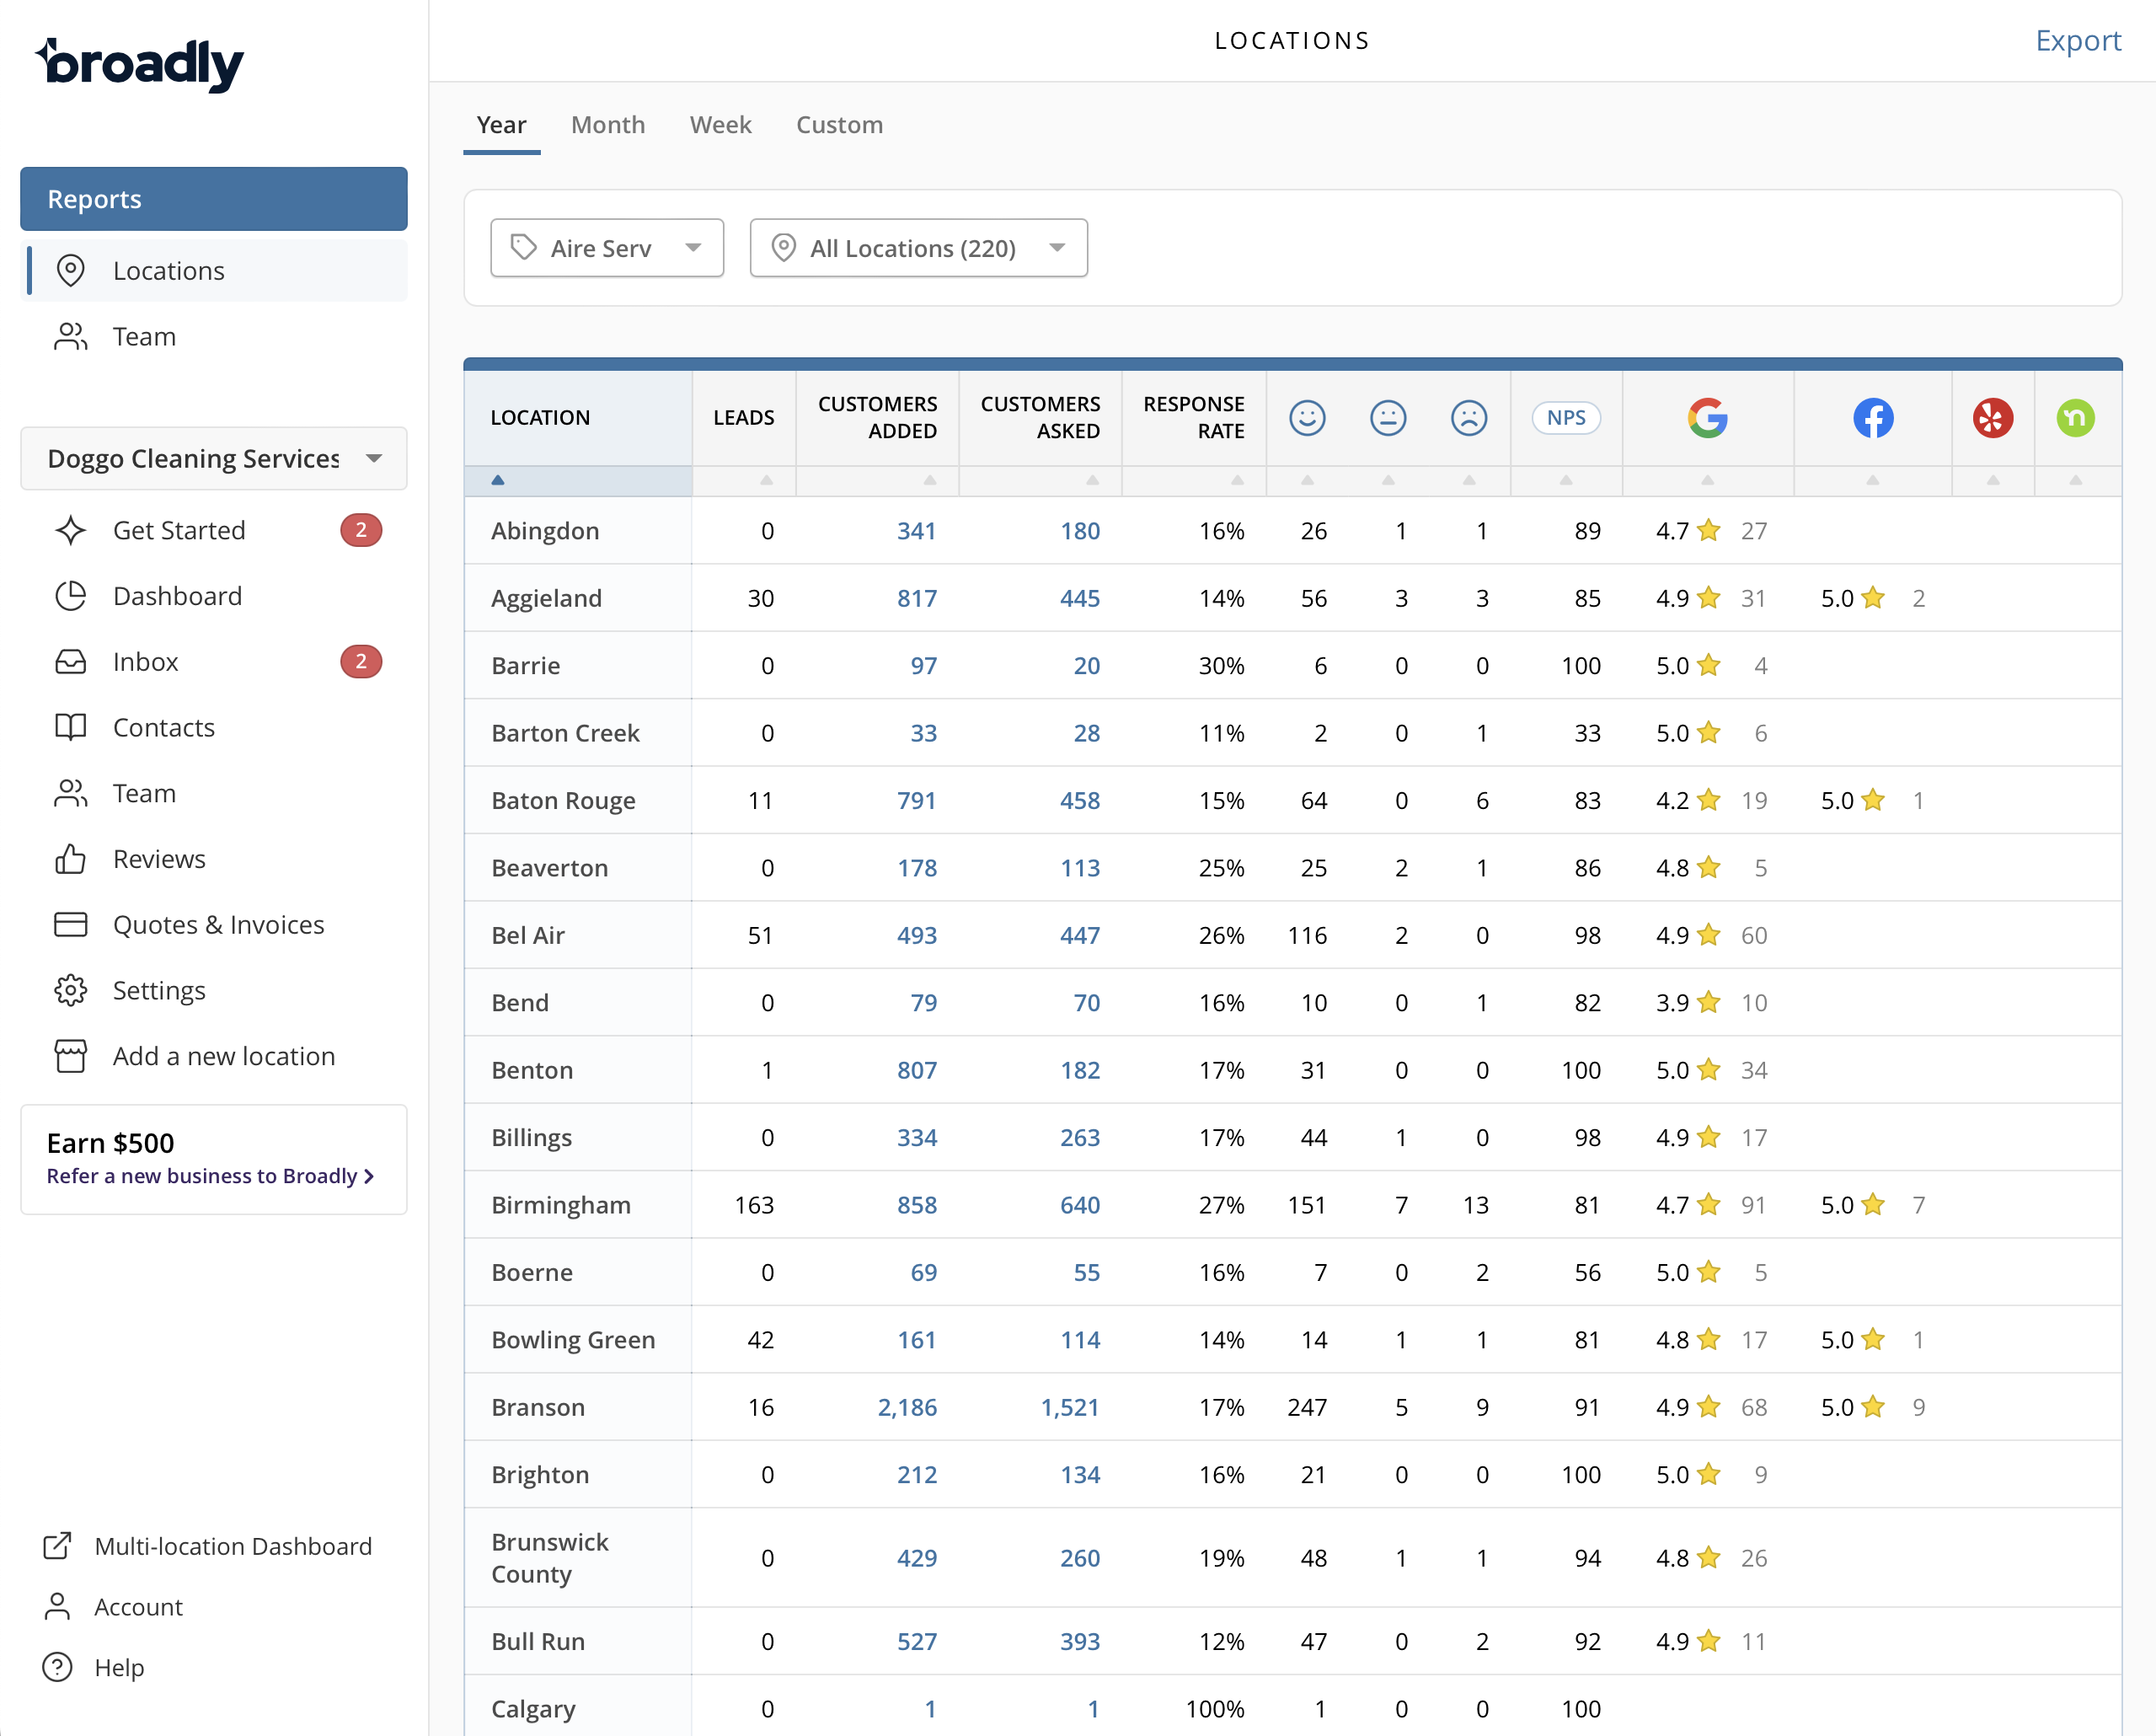 broadly
Reports
Locations
Team
Doggo Cleaning Services
Get Started 2
Dashboard
Inbox 2
Contacts
Team
Reviews
Quotes & Invoices
Settings
Add a new location
Earn $500
Refer a new business to Broadly
Multi-location Dashboard
Account
Help
LOCATIONS
Export
Year Month Week Custom
Aire Serv All Locations (220)
LOCATION LEADS CUSTOMERS ADDED CUSTOMERS ASKED RESPONSE RATE NPS
Abingdon 0 341 180 16% 26 1 1 89 4.7 27
Aggieland 30 817 445 14% 56 3 3 85 4.9 31 5.0 2
Barrie 0 97 20 30% 6 0 0 100 5.0 4
Barton Creek 0 33 28 11% 2 0 1 33 5.0 6
Baton Rouge 11 791 458 15% 64 0 6 83 4.2 19 5.0 1
Beaverton 0 178 113 25% 25 2 1 86 4.8 5
Bel Air 51 493 447 26% 116 2 0 98 4.9 60
Bend 0 79 70 16% 10 0 1 82 3.9 10
Benton 1 807 182 17% 31 0 0 100 5.0 34
Billings 0 334 263 17% 44 1 0 98 4.9 17
Birmingham 163 858 640 27% 151 7 13 81 4.7 91 5.0 7
Boerne 0 69 55 16% 7 0 2 56 5.0 5
Bowling Green 42 161 114 14% 14 1 1 81 4.8 17 5.0 1
Branson 16 2,186 1,521 17% 247 5 9 91 4.9 68 5.0 9
Brighton 0 212 134 16% 21 0 0 100 5.0 9
Brunswick County 0 429 260 19% 48 1 1 94 4.8 26
Bull Run 0 527 393 12% 47 0 2 92 4.9 11
Calgary 0 1 1 100% 1 0 0 100